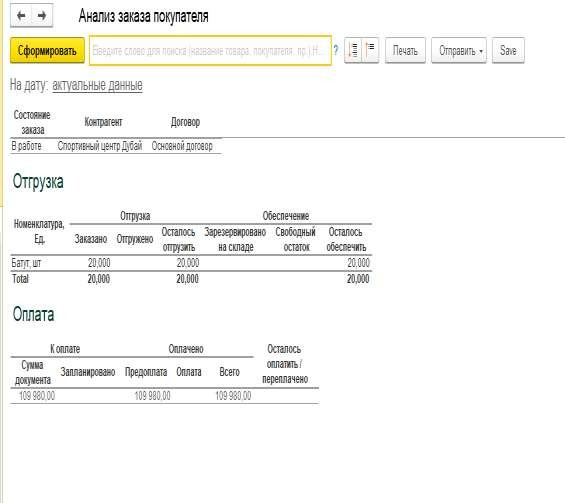 Анализ заказа покупателя
Сформировать Введите слово для поиска (название товара, покупателя, пр.) Н... ? Печать Отправить Save
На дату: актуальные данные
Состояние заказа Контрагент Договор
В работе Спортивный центр Дубай Основной договор
Отгрузка
Номенклатура, Ед. Отгрузка Обеспечение
Заказано Отгружено Осталось отгрузить Зарезервировано на складе Свободный остаток Осталось обеспечить
Батут, шт 20,000 20,000 20,000
Total 20,000 20,000 20,000
Оплата
К оплате Оплачено Осталось оплатить / переплачено
Сумма документа Запланировано Предоплата Оплата Всего
109 980,00 109 980,00 109 980,00